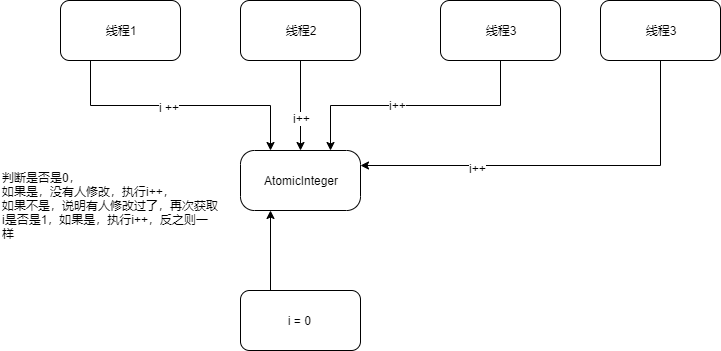 线程1
线程2
线程3
线程3
i ++
i++
i++
i++
AtomicInteger
判断是否是0，
如果是，没有人修改，执行i++，
如果不是，说明有人修改过了，再次获取
i是否是1，如果是，执行i++，反之则一
样
i = 0